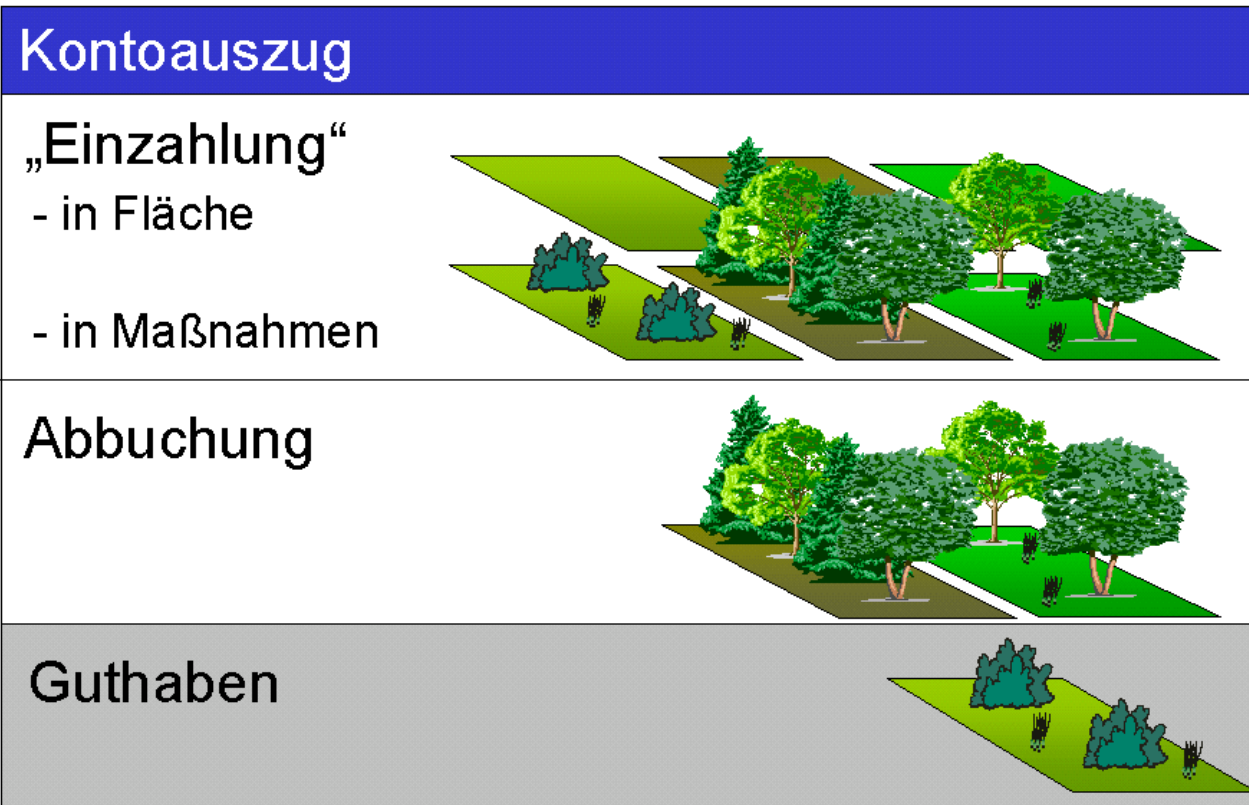 Kontoauszug
„Einzahlung“
- in Fläche
- in Maßnahmen
Abbuchung
Guthaben